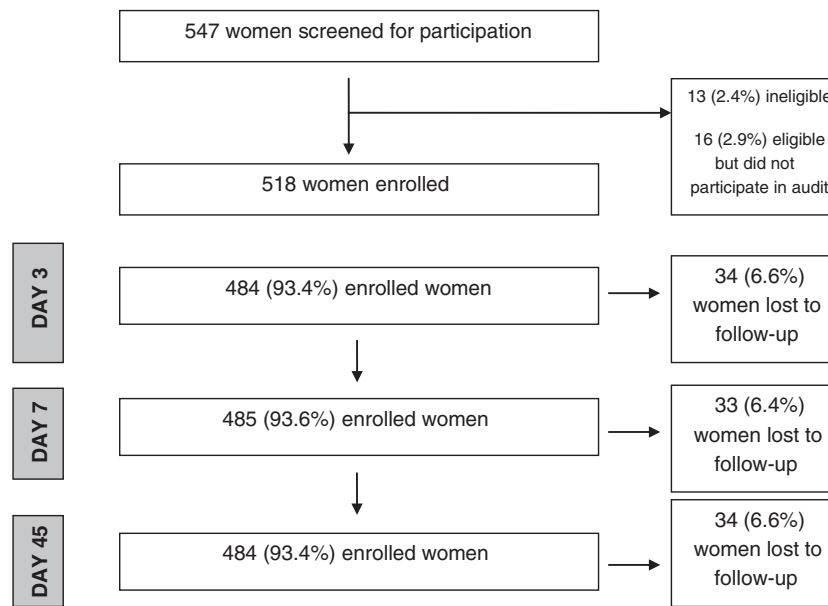 547 women screened for participation
13 (2.4%) ineligible
16 (2.9%) eligible
but did not
participate in audit
518 women enrolled
DAY 3
484 (93.4%) enrolled women
34 (6.6%)
women lost to
follow-up
DAY 7
485 (93.6%) enrolled women
33 (6.4%)
women lost to
follow-up
DAY 45
484 (93.4%) enrolled women
34 (6.6%)
women lost to
follow-up